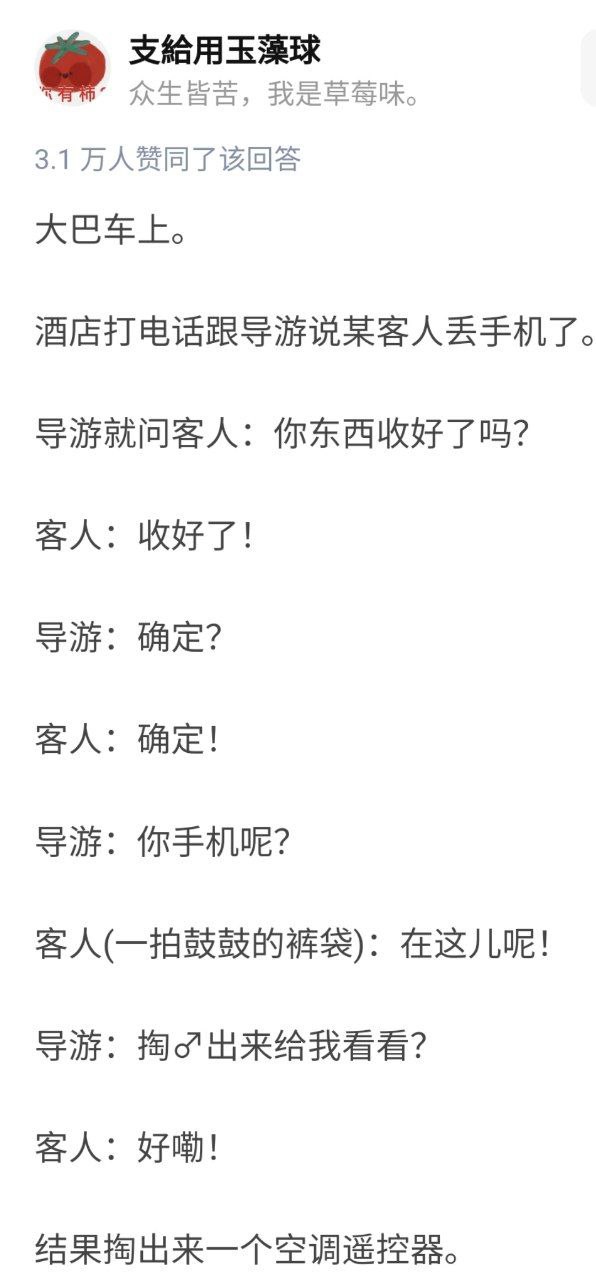 支給用玉藻球
众生皆苦，我是草莓味。
3.1 万人赞同了该回答
大巴车上。
酒店打电话跟导游说某客人丢手机了。
导游就问客人：你东西收好了吗？
客人：收好了！
导游：确定？
客人：确定！
导游：你手机呢？
客人(一拍鼓鼓的裤袋)：在这儿呢！
导游：掏♂出来给我看看？
客人：好嘞！
结果掏出来一个空调遥控器。